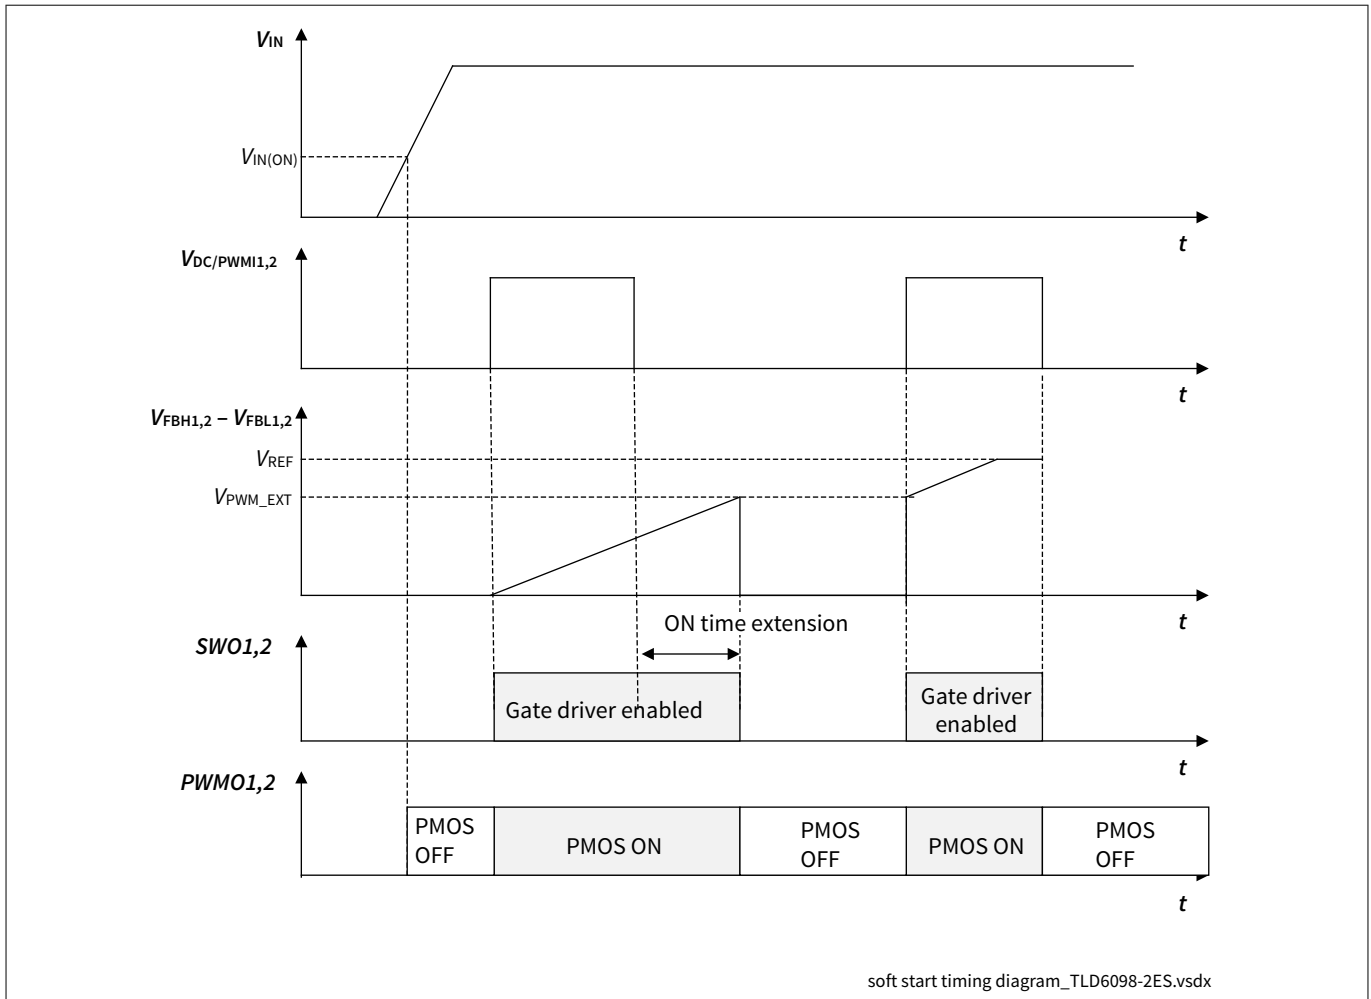 VIN
VIN(ON)
t
VDC/PWMI1,2
t
VFBH1,2 – VFBL1,2
VREF
VPWM_EXT
t
ON time extension
SWO1,2
Gate driver enabled
Gate driver
enabled
t
PWMO1,2
PMOS
OFF
PMOS ON
PMOS
OFF
PMOS ON
PMOS
OFF
t
soft start timing diagram_TLD6098-2ES.vsdx